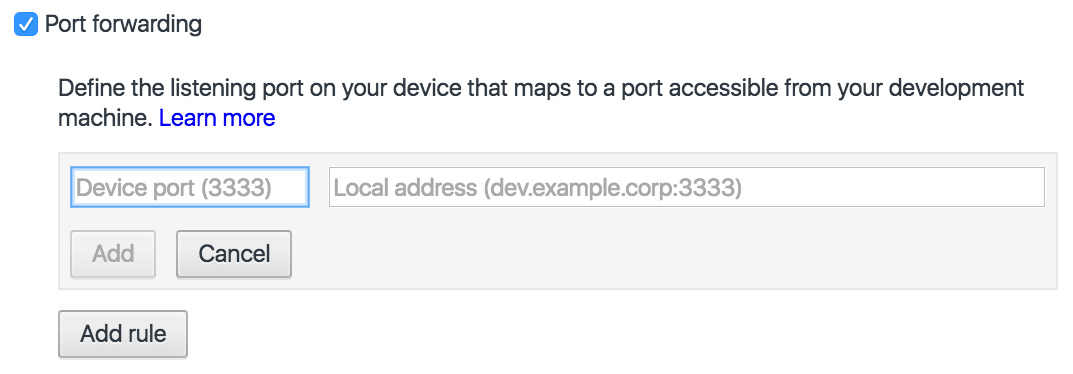 Port forwarding
Define the listening port on your device that maps to a port accessible from your development
machine. Learn more
Device port (3333) Local address (dev.example.corp:3333)
Add Cancel
Add rule